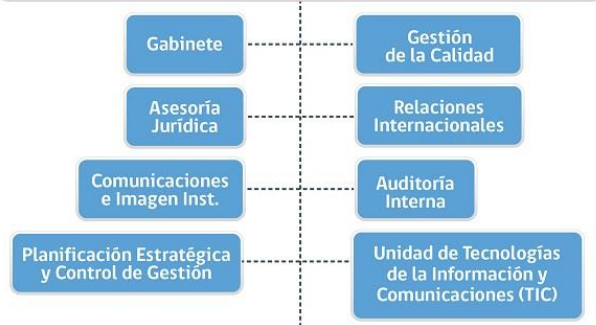 Gabinete
Gestión
de la Calidad
Asesoría
Jurídica
Relaciones
Internacionales
Comunicaciones
e Imagen Inst.
Auditoría
Interna
Planificación Estratégica
y Control de Gestión
Unidad de Tecnologías
de la Información y
Comunicaciones (TIC)